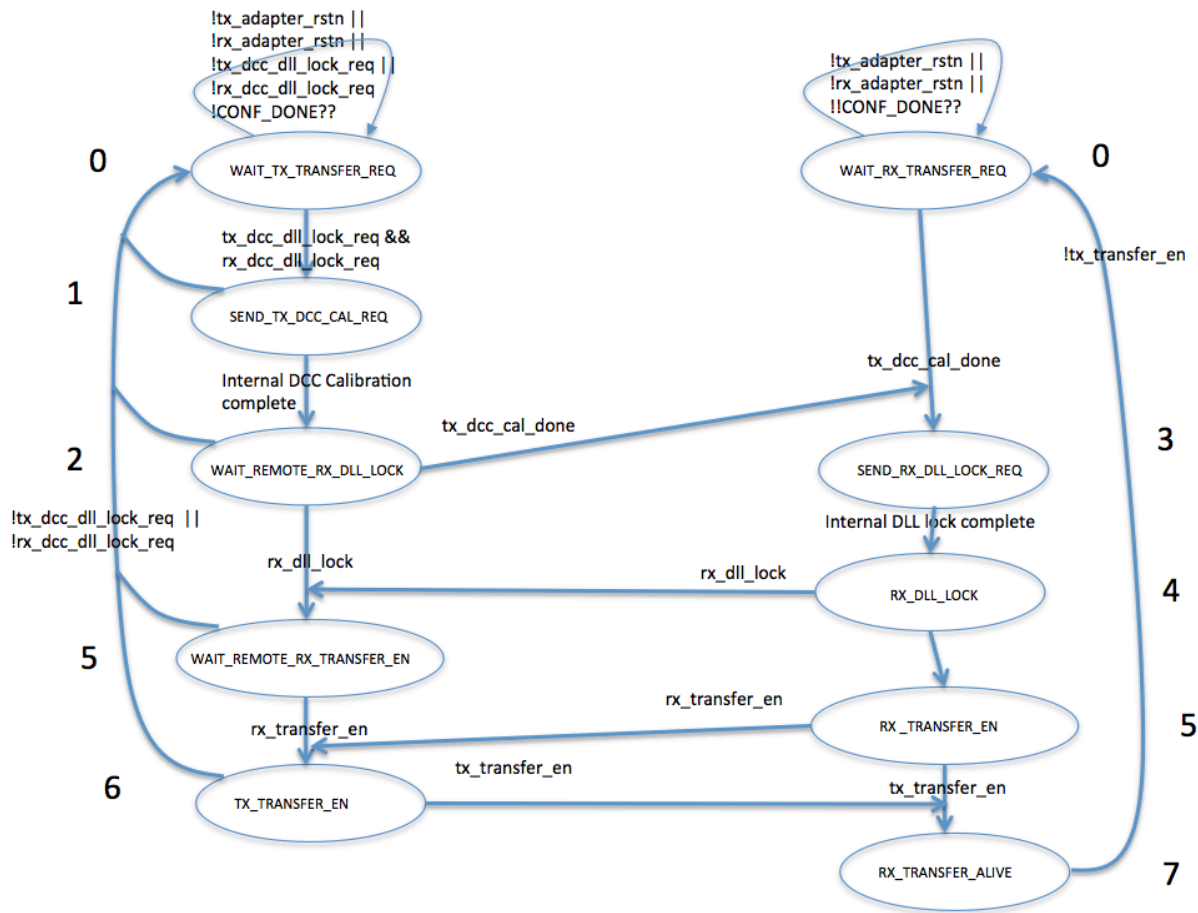 !tx_adapter_rstn ||
!rx_adapter_rstn ||
!tx_dcc_dll_lock_req ||
!rx_dcc_dll_lock_req
!CONF_DONE??
!tx_adapter_rstn ||
!rx_adapter_rstn ||
!!CONF_DONE??
0
WAIT_TX_TRANSFER_REQ
WAIT_RX_TRANSFER_REQ
0
tx_dcc_dll_lock_req &&
rx_dcc_dll_lock_req
!tx_transfer_en
1
SEND_TX_DCC_CAL_REQ
Internal DCC Calibration
complete
tx_dcc_cal_done
tx_dcc_cal_done
2
WAIT_REMOTE_RX_DLL_LOCK
SEND_RX_DLL_LOCK_REQ
3
!tx_dcc_dll_lock_req ||
!rx_dcc_dll_lock_req
Internal DLL lock complete
rx_dll_lock
rx_dll_lock
RX_DLL_LOCK
4
5
WAIT_REMOTE_RX_TRANSFER_EN
rx_transfer_en
rx_transfer_en
RX _TRANSFER_EN
5
6
TX_TRANSFER_EN
tx_transfer_en
tx_transfer_en
RX_TRANSFER_ALIVE
7